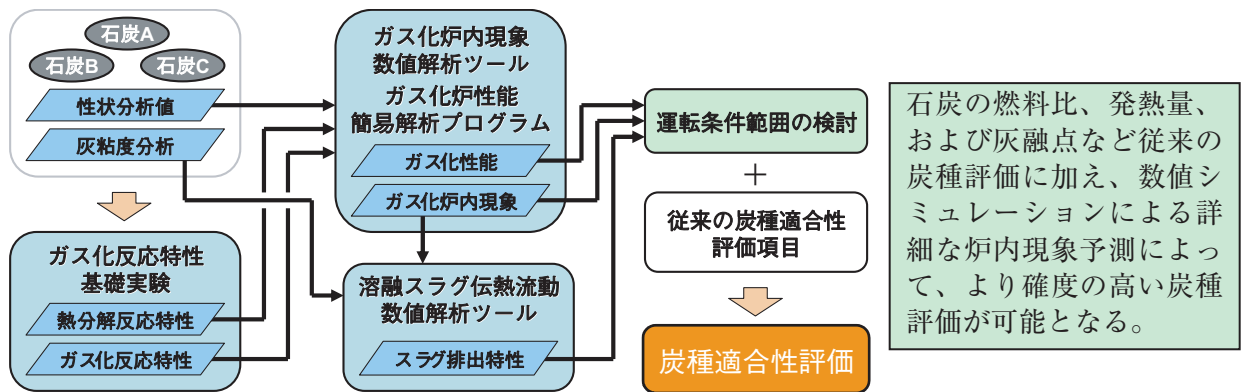 石炭A
石炭B
石炭C
性状分析値
灰粘度分析
ガス化反応特性
基礎実験
熱分解反応特性
ガス化反応特性
ガス化炉内現象
数値解析ツール
ガス化炉性能
簡易解析プログラム
ガス化性能
ガス化炉内現象
溶融スラグ伝熱流動
数値解析ツール
スラグ排出特性
運転条件範囲の検討
+
従来の炭種適合性
評価項目
炭種適合性評価
石炭の燃料比、発熱量、
および灰融点など従来の
炭種評価に加え、数値シ
ミュレーションによる詳
細な炉内現象予測によっ
て、より確度の高い炭種
評価が可能となる。